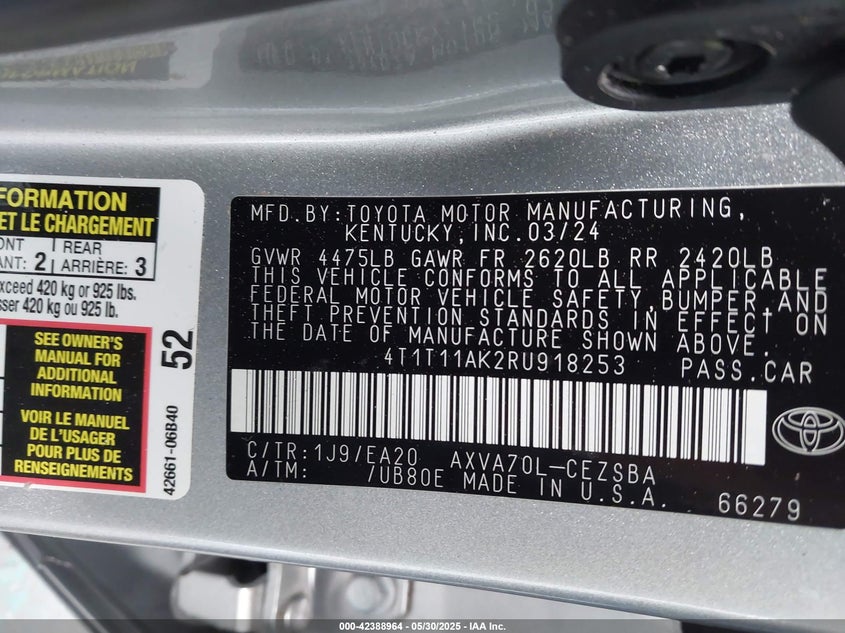 FORMATION
ET LE CHARGEMENT
ONT
REAR
ANT: 2
ARRIÈRE: 3
exceed 420 kg or 925 lbs.
sser 420 kg ou 925 lb.
SEE OWNER'S
MANUAL FOR
ADDITIONAL
INFORMATION
VOIR LE MANUEL
DE L'USAGER
POUR PLUS DE
RENSEIGNEMENTS
52
42661-06B40
MFD.BY:TOYOTA MOTOR MANUFACTURING,
KENTUCKY,INC.03/24
GVWR 4475LB GAWR FR 2620LB RR 2420LB
THIS VEHICLE CONFORMS TO ALL APPLICABLE
FEDERAL MOTOR VEHICLE SAFETY,BUMPER,AND
THEFT PREVENTION STANDARDS IN EFFECT ON
THE DATE OF MANUFACTURE SHOWN ABOVE.
4T1T11AK2RU918253 PASS.CAR
C/TR:1J9/EA20 AXVA70L-CEZSBA
A/TM: /UB80E MADE IN U.S.A.
66279
000-42388964 - 05/30/2025 - IAA Inc.